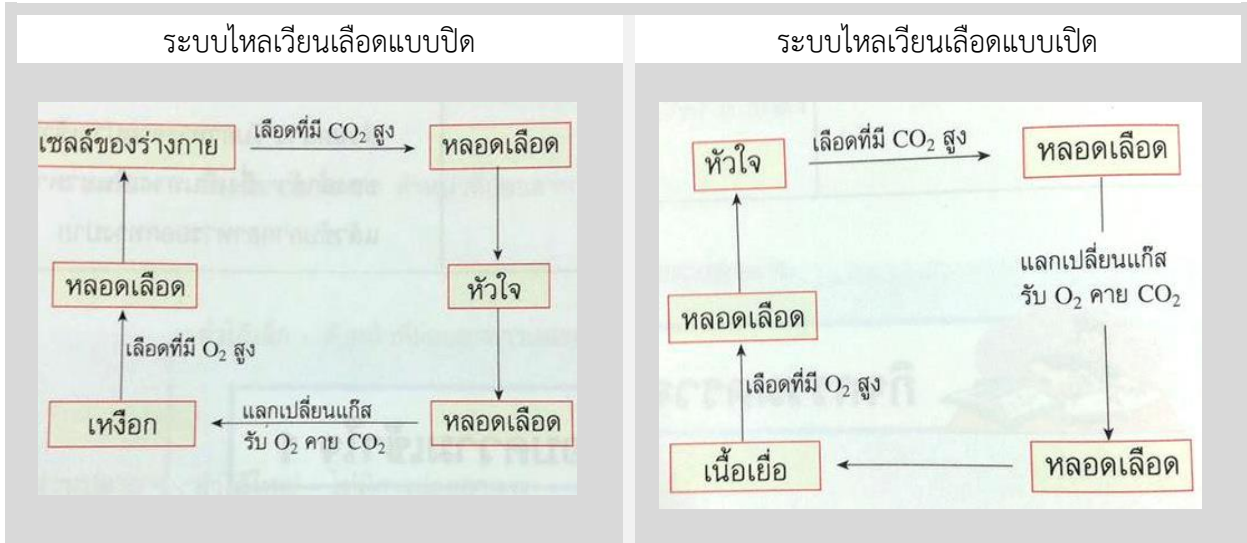 ระบบไหลเวียนเลือดแบบปิด
เซลล์ของร่างกาย
เลือดที่มี CO₂ สูง
หลอดเลือด
หลอดเลือด
หัวใจ
เลือดที่มี O₂ สูง
เหงือก
แลกเปลี่ยนแก๊ส
รับ O₂ คาย CO₂
หลอดเลือด
ระบบไหลเวียนเลือดแบบเปิด
หัวใจ
เลือดที่มี CO₂ สูง
หลอดเลือด
แลกเปลี่ยนแก๊ส
รับ O₂ คาย CO₂
หลอดเลือด
เลือดที่มี O₂ สูง
เนื้อเยื่อ
หลอดเลือด